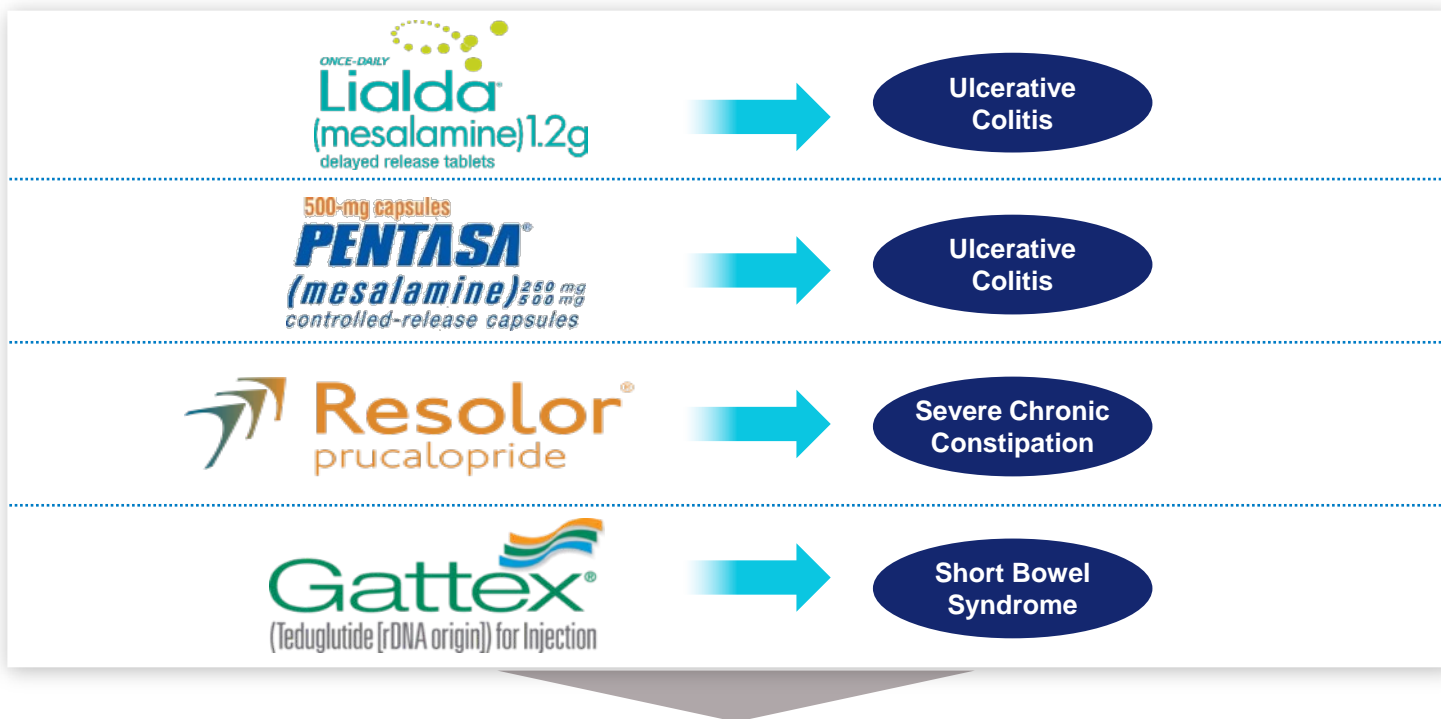 ONCE-DAILY
Lialda®
(mesalamine)1.2g
delayed release tablets
Ulcerative
Colitis
500-mg capsules
PENTASA®
(mesalamine) 250 mg
500 mg
controlled-release capsules
Ulcerative
Colitis
Resolor®
prucalopride
Severe Chronic
Constipation
Gattex®
(Teduglutide [rDNA origin]) for Injection
Short Bowel
Syndrome